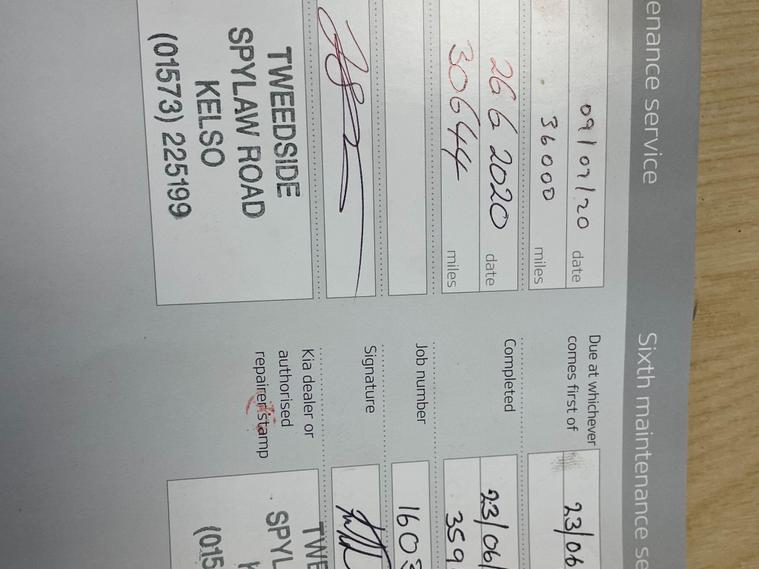 enance service
09/07/20 date
36000 miles
26 6 2020 date
30644 miles
TWEEDSIDE
SPYLAW ROAD
KELSO
(01573) 225199
Sixth maintenance se
Due at whichever
comes first of
23/06
Completed
23/06/
359
Job number
1603
Signature
Kia dealer or
authorised
repairer stamp
TWE
SPYL
K
(015